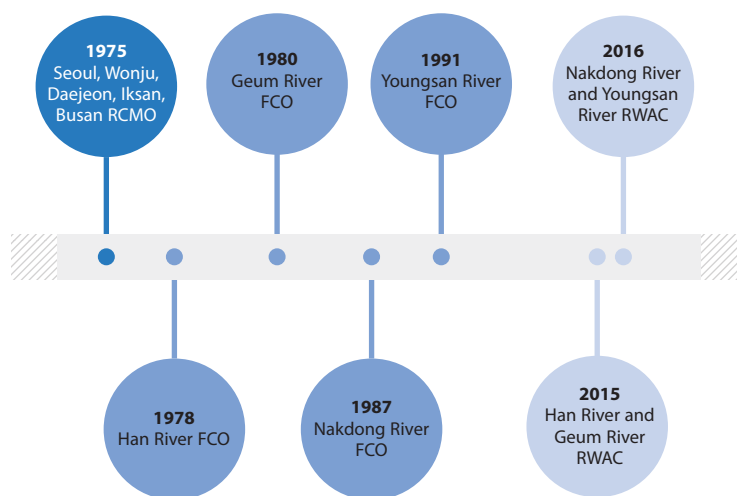 1975
Seoul, Wonju,
Daejeon, Iksan,
Busan RCMO
1980
Geum River
FCO
1991
Youngsan River
FCO
2016
Nakdong River
and Youngsan
River RWAC
1978
Han River FCO
1987
Nakdong River
FCO
2015
Han River and
Geum River
RWAC